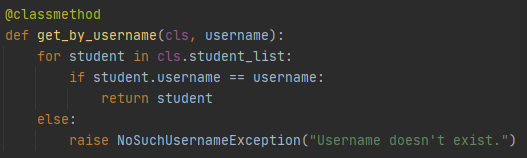 @classmethod
def get_by_username(cls, username):
    for student in cls.student_list:
        if student.username == username:
            return student
    else:
        raise NoSuchUsernameException("Username doesn't exist.")